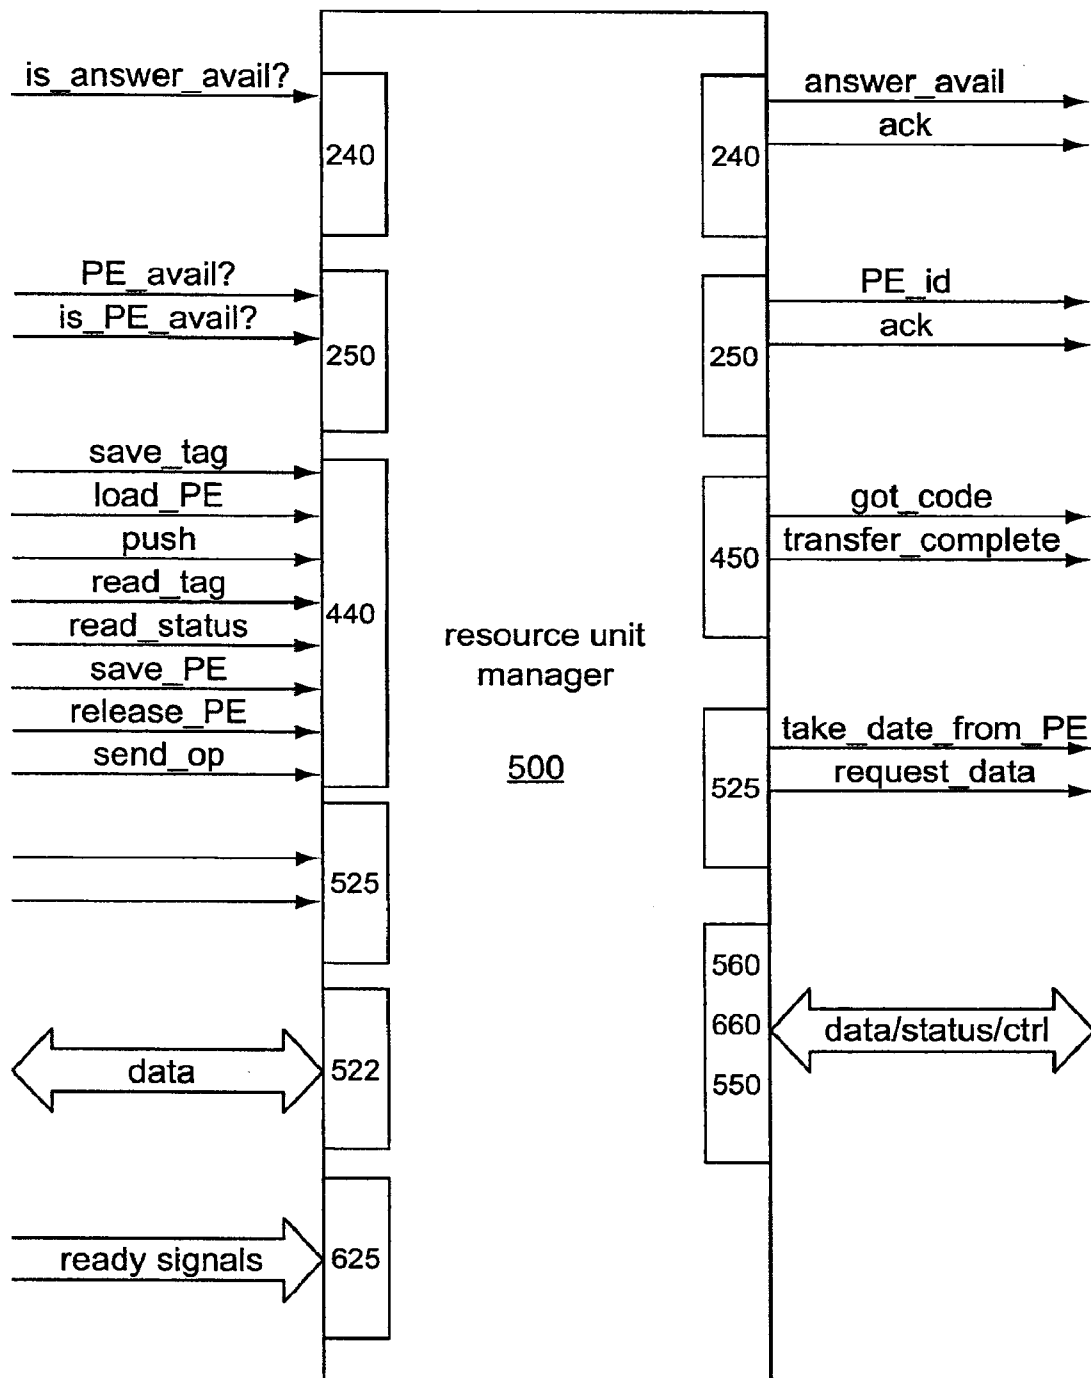 is_answer_avail?
240
PE_avail?
is_PE_avail?
250
save_tag
load_PE
push
read_tag
read_status
save_PE
release_PE
send_op
440
525
data
522
ready signals
625
resource unit
manager
500
answer_avail
ack
240
PE_id
ack
250
got_code
transfer_complete
450
take_date_from_PE
request_data
525
560
660
550
data/status/ctrl